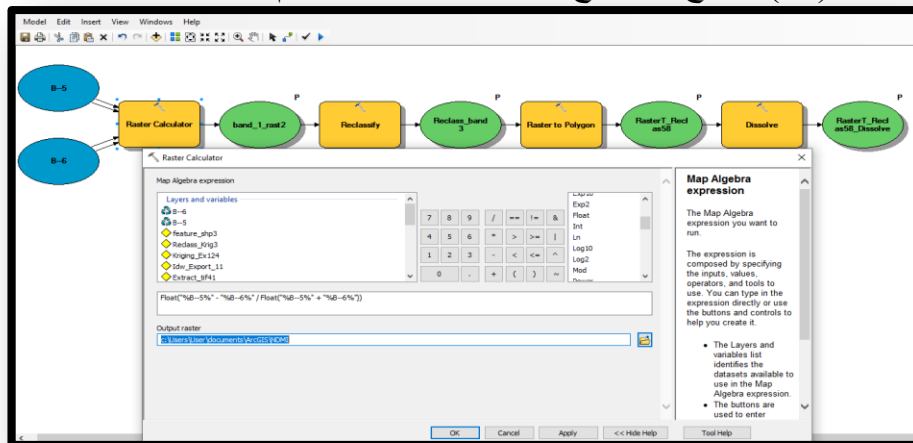 Model Edit Insert View Windows Help
B--5
B--6
Raster Calculator
band_1_rast2
P
Reclassify
Reclass_band
3
P
Raster to Polygon
RasterT_Recl
as58
P
Dissolve
RasterT_Recl
as58_Dissolve
P
Raster Calculator
Map Algebra expression
Layers and variables
B--6
B--5
feature_shp3
Reclass_Krig3
Kriging_Ex124
Idw_Export_11
Extract_tif41
7 8 9 / == != &
4 5 6 * > >= |
1 2 3 - < <= ^
0 . + ( ) ~
Exp10
Exp2
Float
Int
Ln
Log10
Log2
Mod
Power
Float("%B--5%" - "%B--6%" / Float("%B--5%" + "%B--6%"))
Output raster
c:\Users\User\documents\ArcGIS\NDMI
OK Cancel Apply << Hide Help Tool Help
Map Algebra
expression
The Map Algebra
expression you want to
run.
The expression is
composed by specifying
the inputs, values,
operators, and tools to
use. You can type in the
expression directly or use
the buttons and controls to
help you create it.
• The Layers and
variables list
identifies the
datasets available to
use in the Map
Algebra expression.
• The buttons are
used to enter